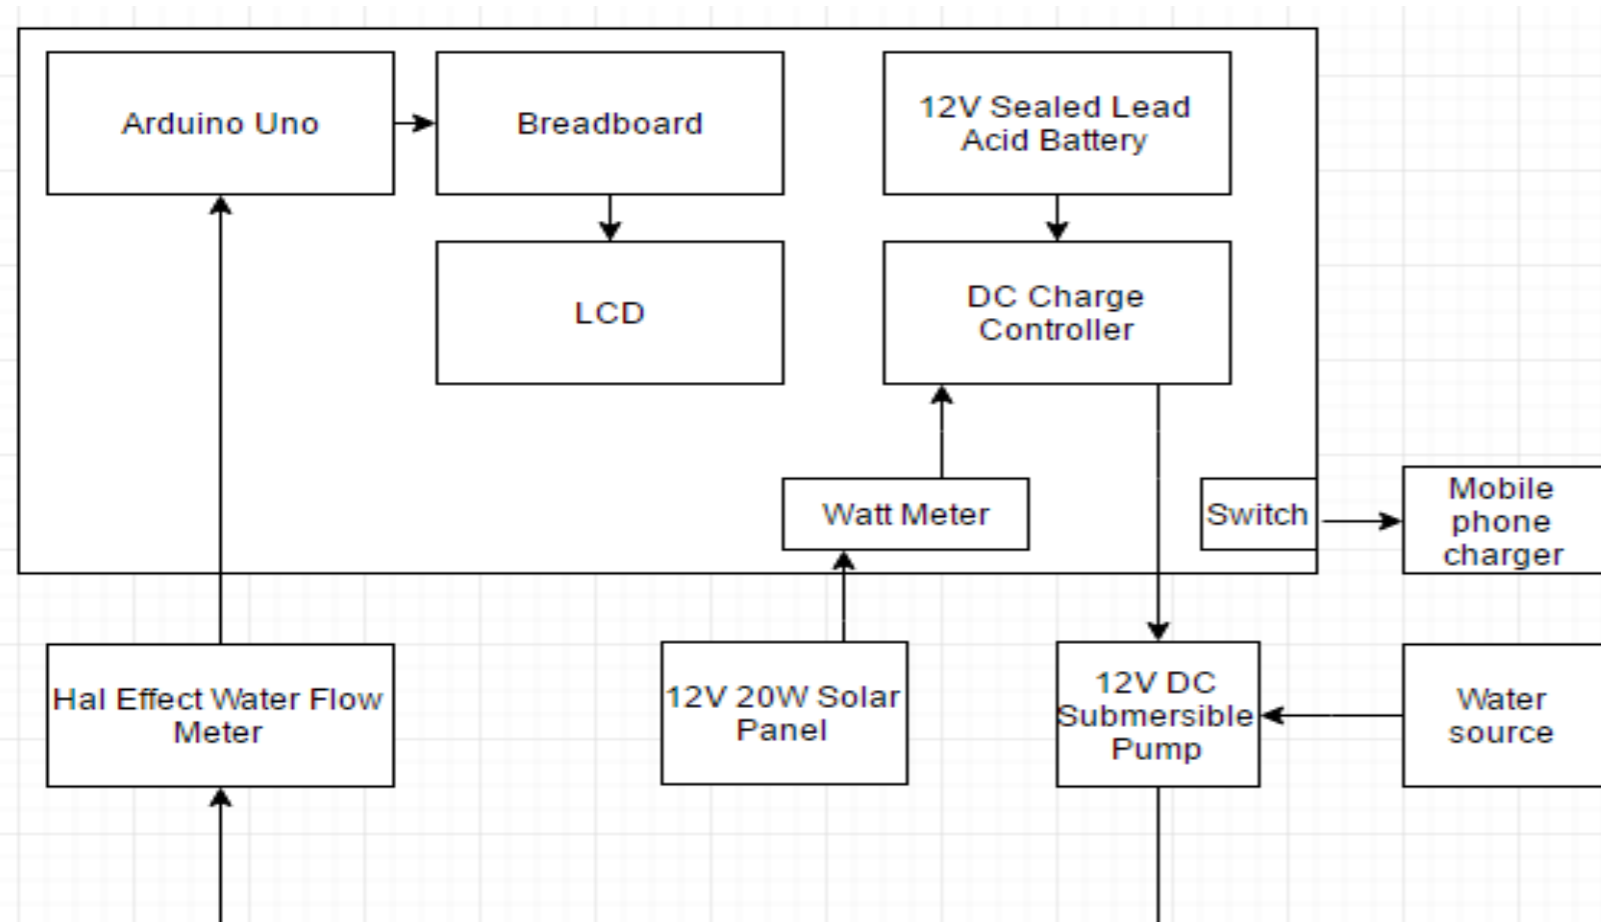 Arduino Uno
Breadboard
12V Sealed Lead
Acid Battery
LCD
DC Charge
Controller
Watt Meter
Switch
Mobile
phone
charger
Hal Effect Water Flow
Meter
12V 20W Solar
Panel
12V DC
Submersible
Pump
Water
source